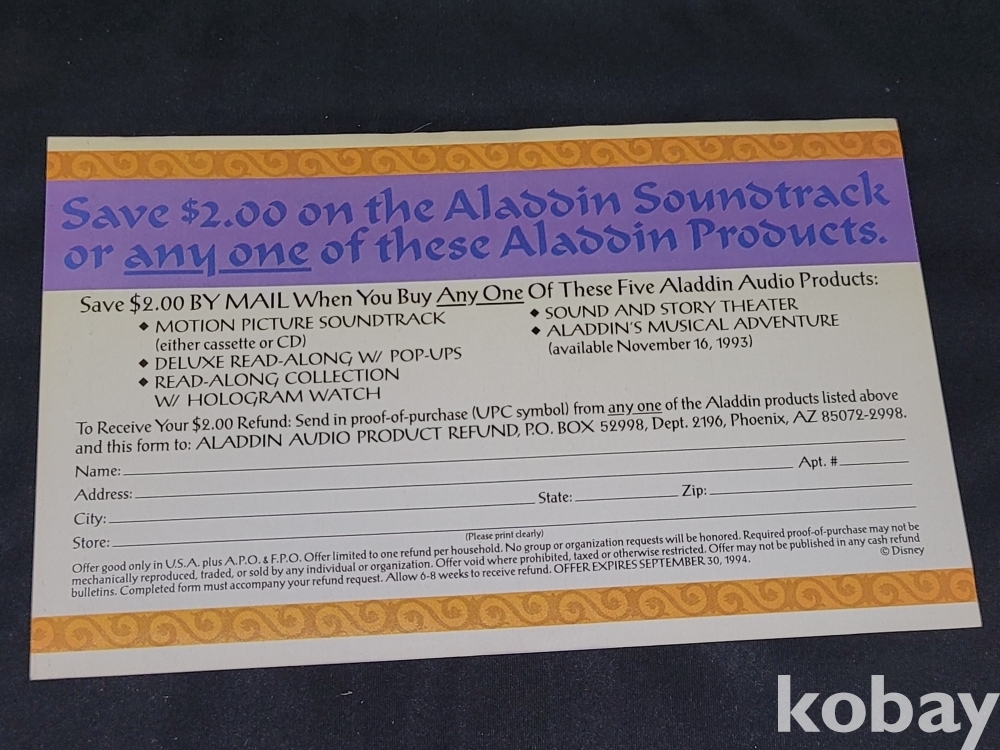 Save $2.00 on the Aladdin Soundtrack
or any one of these Aladdin Products.
Save $2.00 BY MAIL When You Buy Any One Of These Five Aladdin Audio Products:
◆ MOTION PICTURE SOUNDTRACK
(either cassette or CD)
◆ DELUXE READ-ALONG W/ POP-UPS
◆ READ-ALONG COLLECTION
W/ HOLOGRAM WATCH
◆ SOUND AND STORY THEATER
◆ ALADDIN'S MUSICAL ADVENTURE
(available November 16, 1993)
To Receive Your $2.00 Refund: Send in proof-of-purchase (UPC symbol) from any one of the Aladdin products listed above
and this form to: ALADDIN AUDIO PRODUCT REFUND, P.O. BOX 52998, Dept. 2196, Phoenix, AZ 85072-2998.
Name: Apt. #
Address:
City: State: Zip:
Store:
(Please print clearly)
Offer good only in U.S.A. plus A.P.O. & F.P.O. Offer limited to one refund per household. No group or organization requests will be honored. Required proof-of-purchase may not be
mechanically reproduced, traded, or sold by any individual or organization. Offer void where prohibited, taxed or otherwise restricted. Offer may not be published in any cash refund
bulletins. Completed form must accompany your refund request. Allow 6-8 weeks to receive refund. OFFER EXPIRES SEPTEMBER 30, 1994. © Disney
kobay